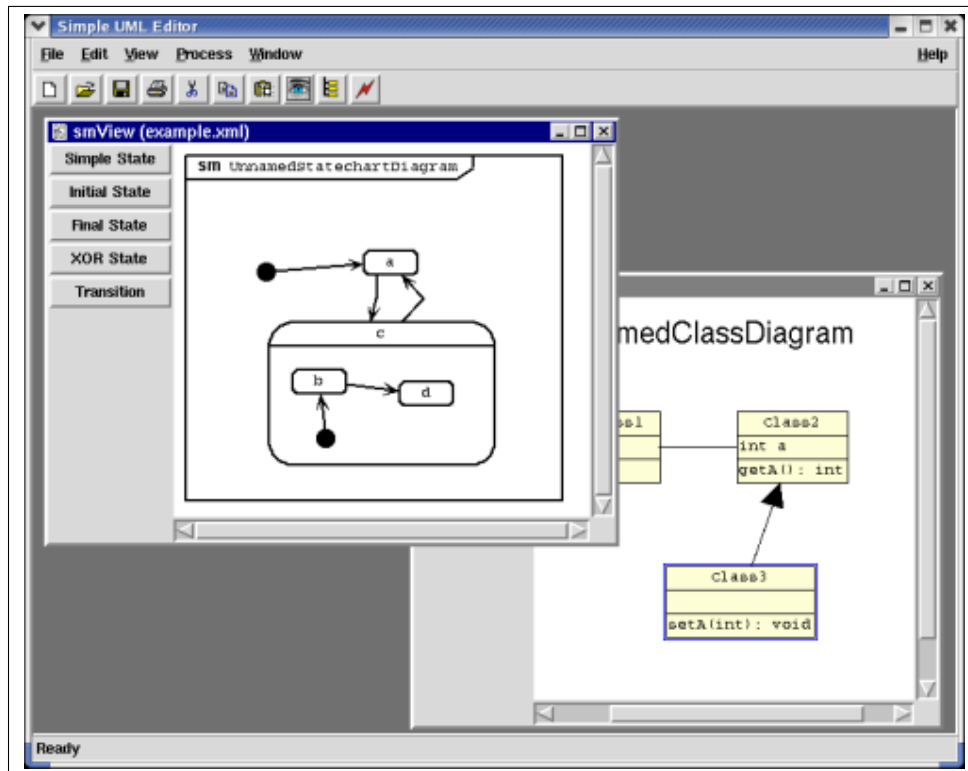 Simple UML Editor
File Edit View Process Window Help
smView (example.xml)
Simple State
Initial State
Final State
XOR State
Transition
sm UnnamedStatechartDiagram
a
c
b
d
medClassDiagram
ss1
Class2
int a
getA(): int
Class3
setA(int): void
Ready